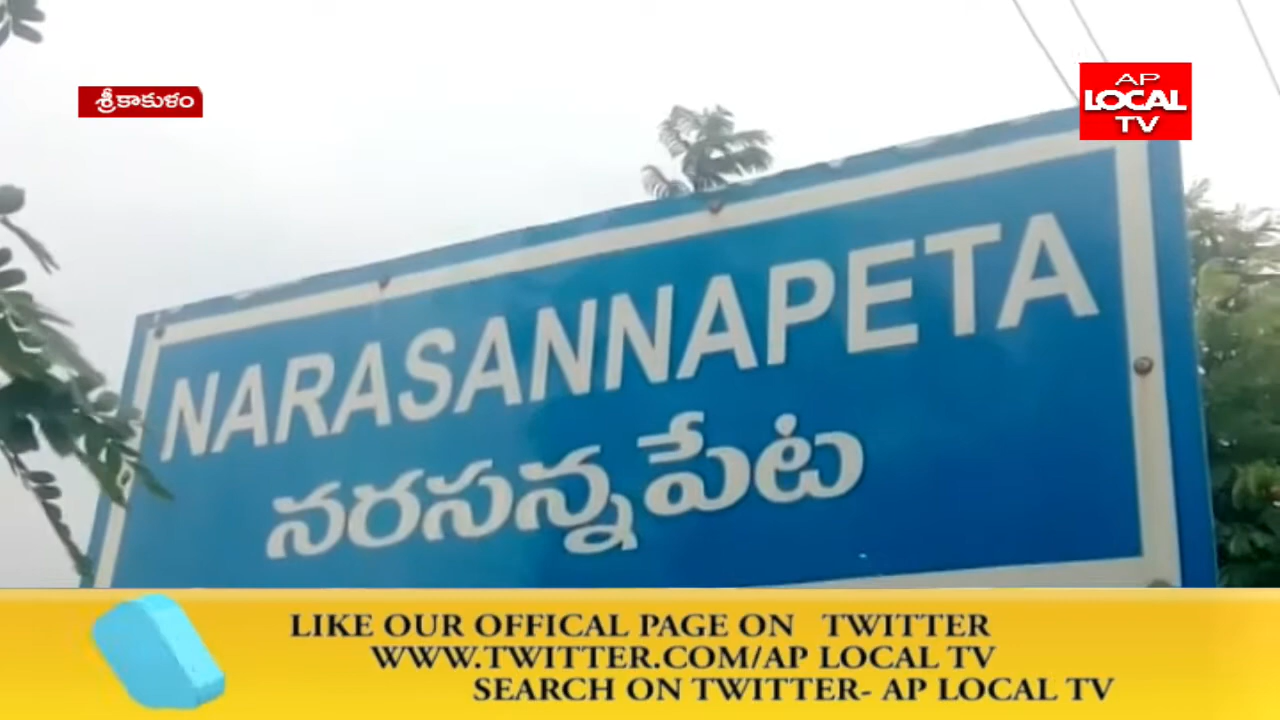 శ్రీకాకుళం
AP
LOCAL
TV
NARASANNAPETA
నరసన్నపేట
LIKE OUR OFFICAL PAGE ON TWITTER
WWW.TWITTER.COM/AP LOCAL TV
SEARCH ON TWITTER- AP LOCAL TV